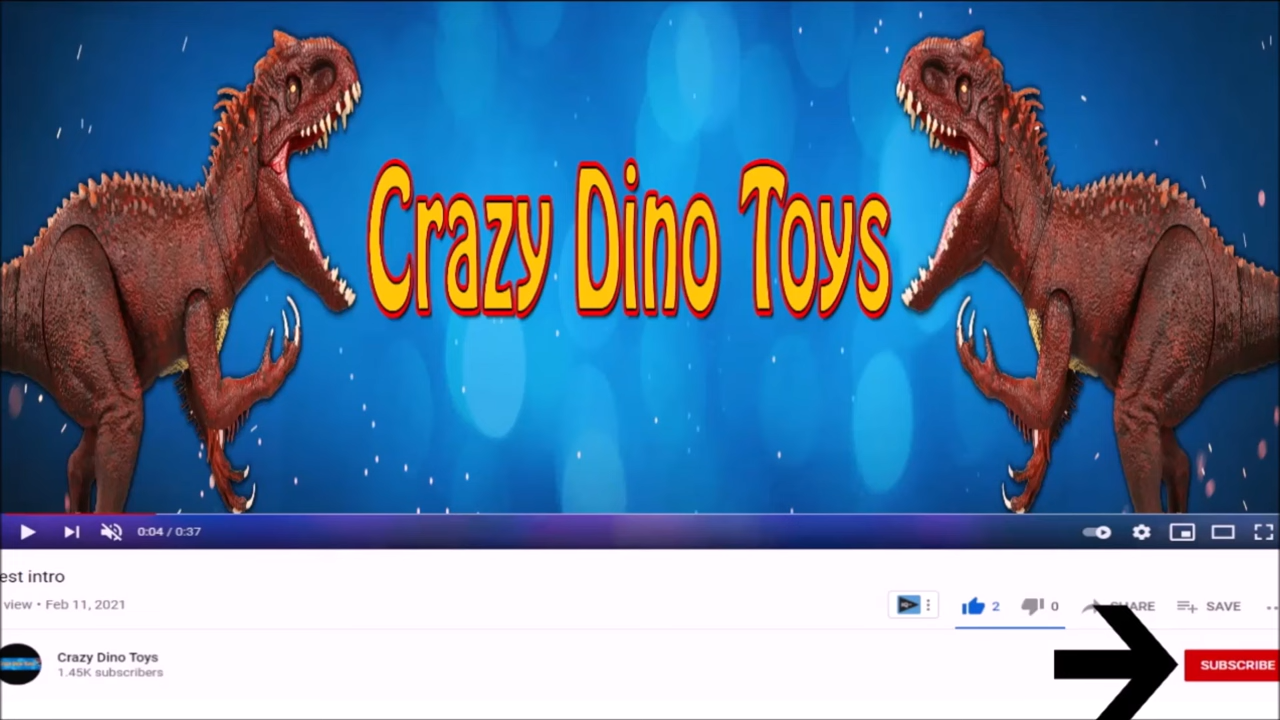 Crazy Dino Toys
0:04 / 0:37
est intro
view • Feb 11, 2021
2
0
SHARE
SAVE
Crazy Dino Toys
1.45K subscribers
SUBSCRIBE